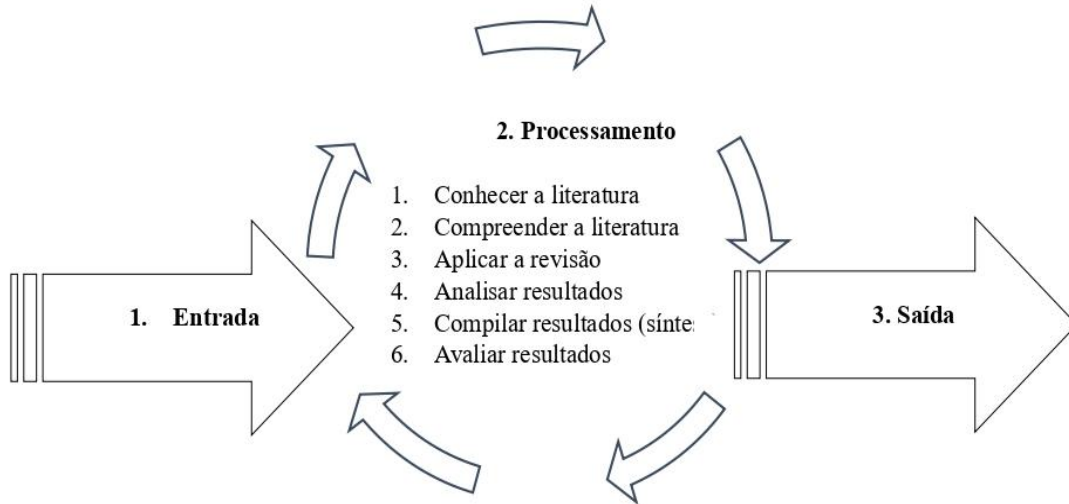 1. Entrada
2. Processamento
1. Conhecer a literatura
2. Compreender a literatura
3. Aplicar a revisão
4. Analisar resultados
5. Compilar resultados (sínte
6. Avaliar resultados
3. Saída